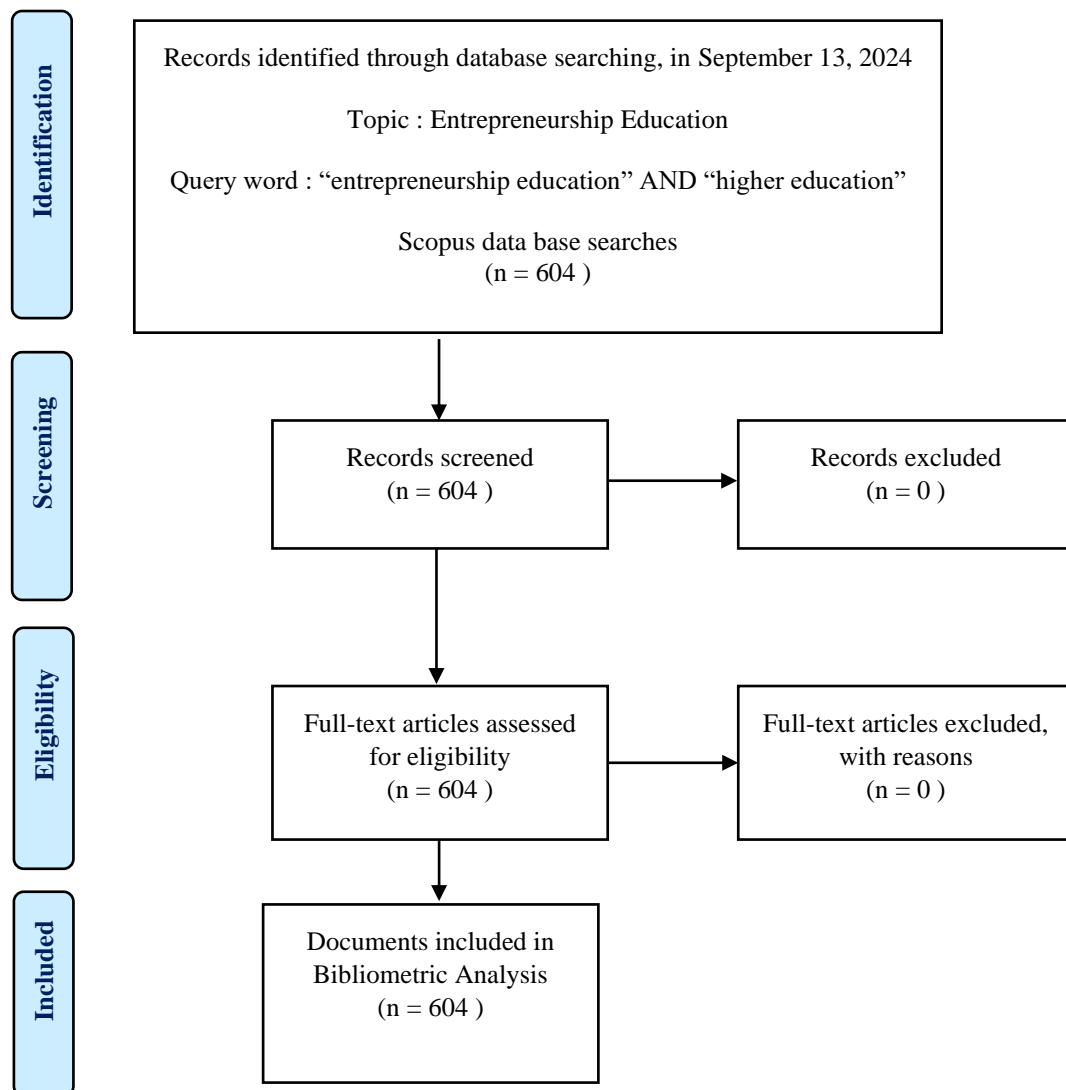 Identification
Records identified through database searching, in September 13, 2024
Topic : Entrepreneurship Education
Query word : “entrepreneurship education” AND “higher education”
Scopus data base searches
(n = 604 )
Screening
Records screened
(n = 604 )
Records excluded
(n = 0 )
Eligibility
Full-text articles assessed
for eligibility
(n = 604 )
Full-text articles excluded,
with reasons
(n = 0 )
Included
Documents included in
Bibliometric Analysis
(n = 604 )